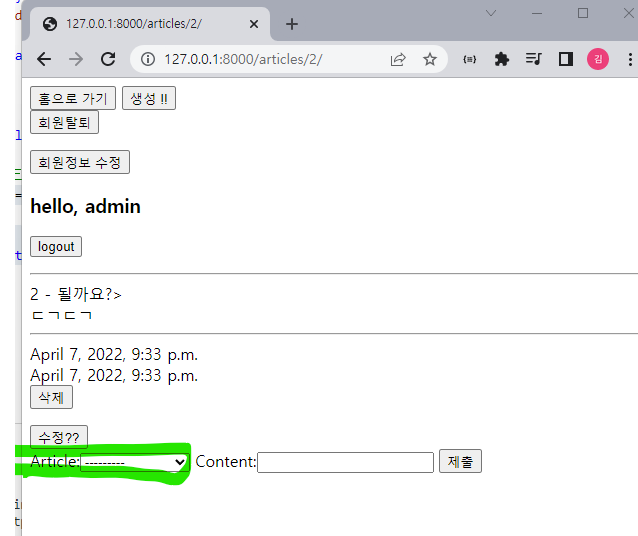 127.0.0.1:8000/articles/2/
127.0.0.1:8000/articles/2/
김
홈으로 가기 생성 !!
회원탈퇴
회원정보 수정
hello, admin
logout
2 - 될까요?>
ㄷㄱㄷㄱ
April 7, 2022, 9:33 p.m.
April 7, 2022, 9:33 p.m.
삭제
수정??
Article: --------- Content: 제출